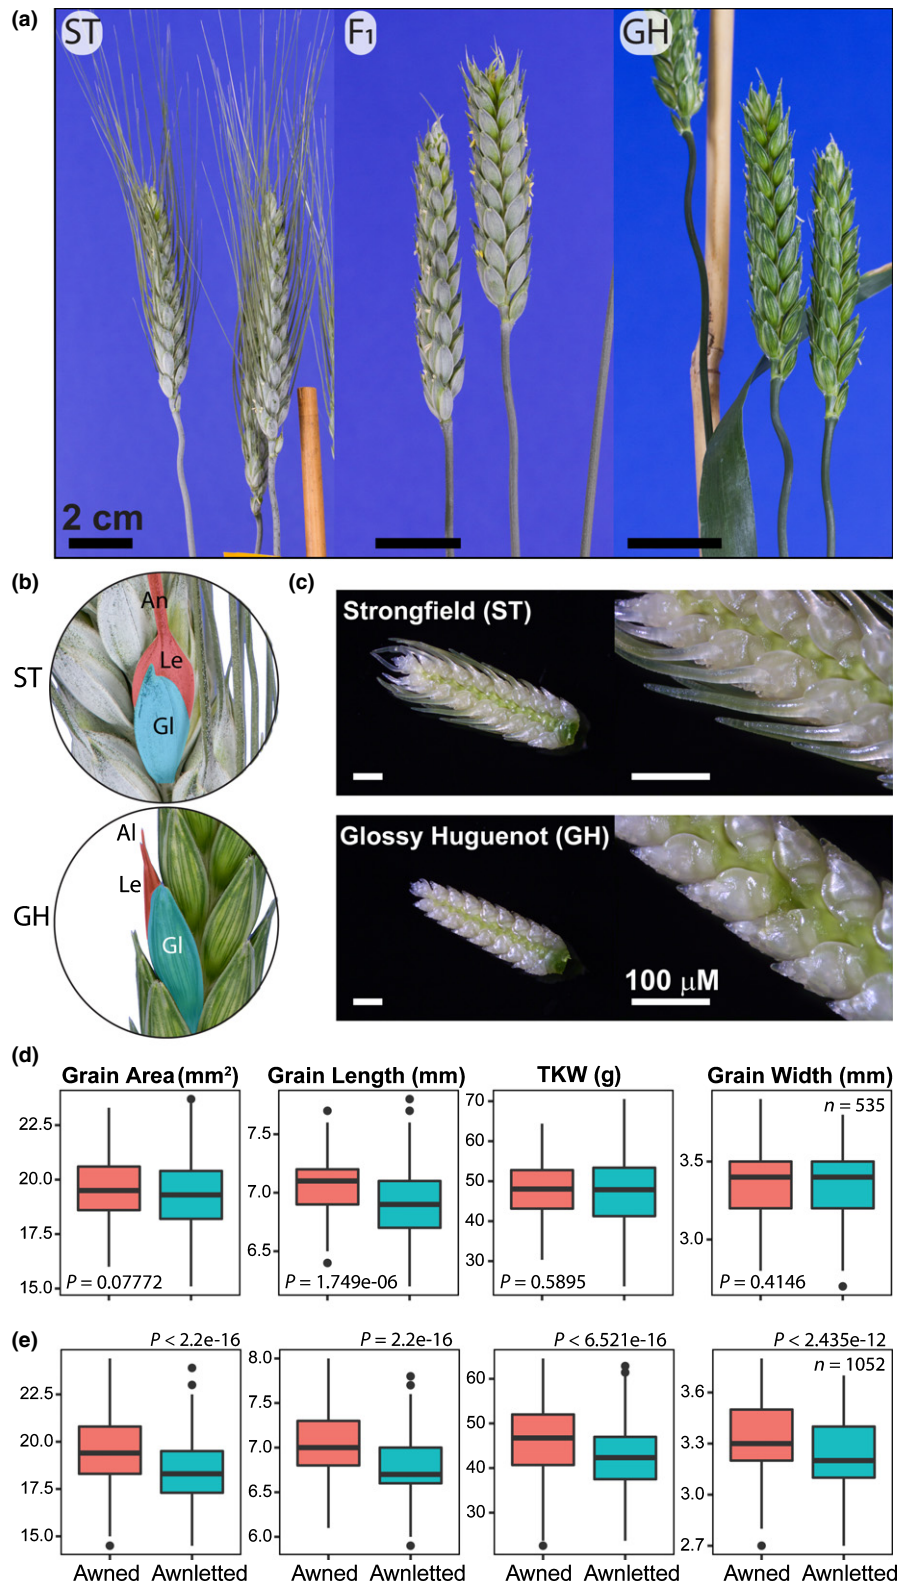 (a)
ST F1 GH
2 cm
(b) (c)
An
Le
Gl
ST
Strongfield (ST)
Al
Le
Gl
GH
Glossy Huguenot (GH)
100 µM
(d)
Grain Area (mm²) Grain Length (mm) TKW (g) Grain Width (mm)
22.5
20.0
17.5
15.0
P = 0.07772
7.5
7.0
6.5
P = 1.749e-06
70
60
50
40
30
P = 0.5895
n = 535
3.5
3.0
P = 0.4146
(e)
P < 2.2e-16
22.5
20.0
17.5
15.0
P = 2.2e-16
8.0
7.5
7.0
6.5
6.0
P < 6.521e-16
60
50
40
30
P < 2.435e-12
n = 1052
3.6
3.3
3.0
2.7
Awned Awnletted Awned Awnletted Awned Awnletted Awned Awnletted